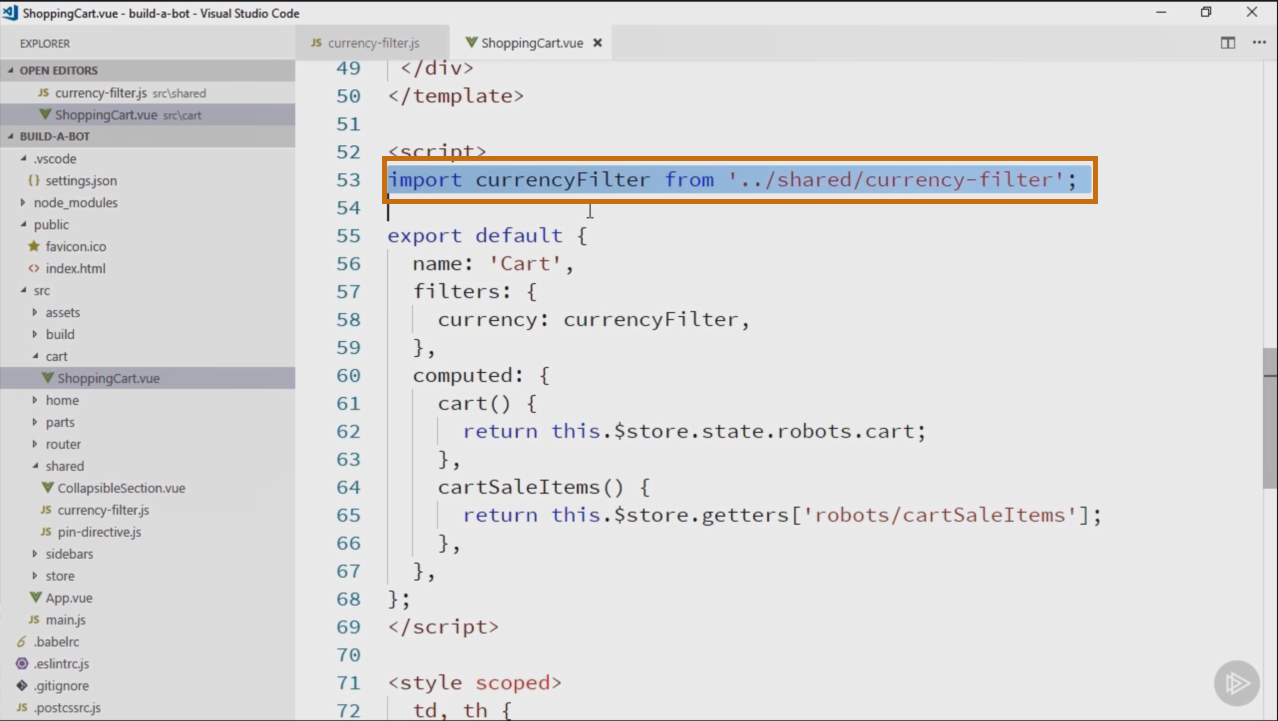 ShoppingCart.vue - build-a-bot - Visual Studio Code
EXPLORER
OPEN EDITORS
JS currency-filter.js src\shared
ShoppingCart.vue src\cart
BUILD-A-BOT
.vscode
{} settings.json
node_modules
public
favicon.ico
<> index.html
src
assets
build
cart
ShoppingCart.vue
home
parts
router
shared
CollapsibleSection.vue
JS currency-filter.js
JS pin-directive.js
sidebars
store
App.vue
JS main.js
6 .babelrc
.eslintrc.js
.gitignore
JS .postcssrc.js
JS currency-filter.js
ShoppingCart.vue ×
49 </div>
50 </template>
51
52 <script>
53 import currencyFilter from '../shared/currency-filter';
54
55 export default {
56 name: 'Cart',
57 filters: {
58 currency: currencyFilter,
59 },
60 computed: {
61 cart() {
62 return this.$store.state.robots.cart;
63 },
64 cartSaleItems() {
65 return this.$store.getters['robots/cartSaleItems'];
66 },
67 },
68 };
69 </script>
70
71 <style scoped>
72 td, th {